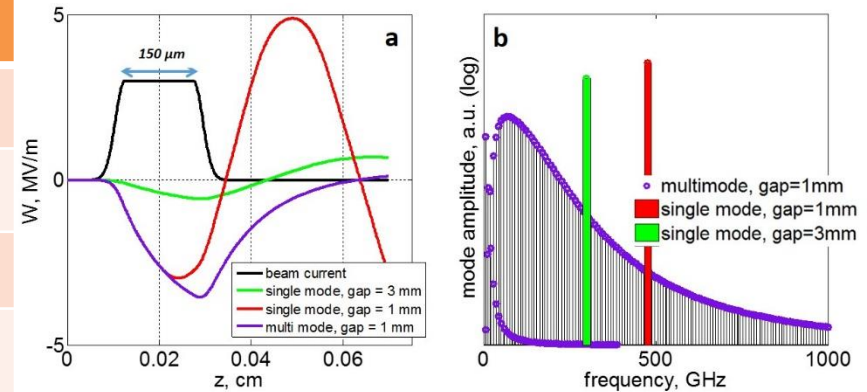 a
150 µm
5
0
-5
W, MV/m
beam current
single mode, gap = 3 mm
single mode, gap = 1 mm
multi mode, gap = 1 mm
0
0.02
0.04
0.06
z, cm
b
mode amplitude, a.u. (log)
multimode, gap=1mm
single mode, gap=1mm
single mode, gap=3mm
0
500
1000
frequency, GHz